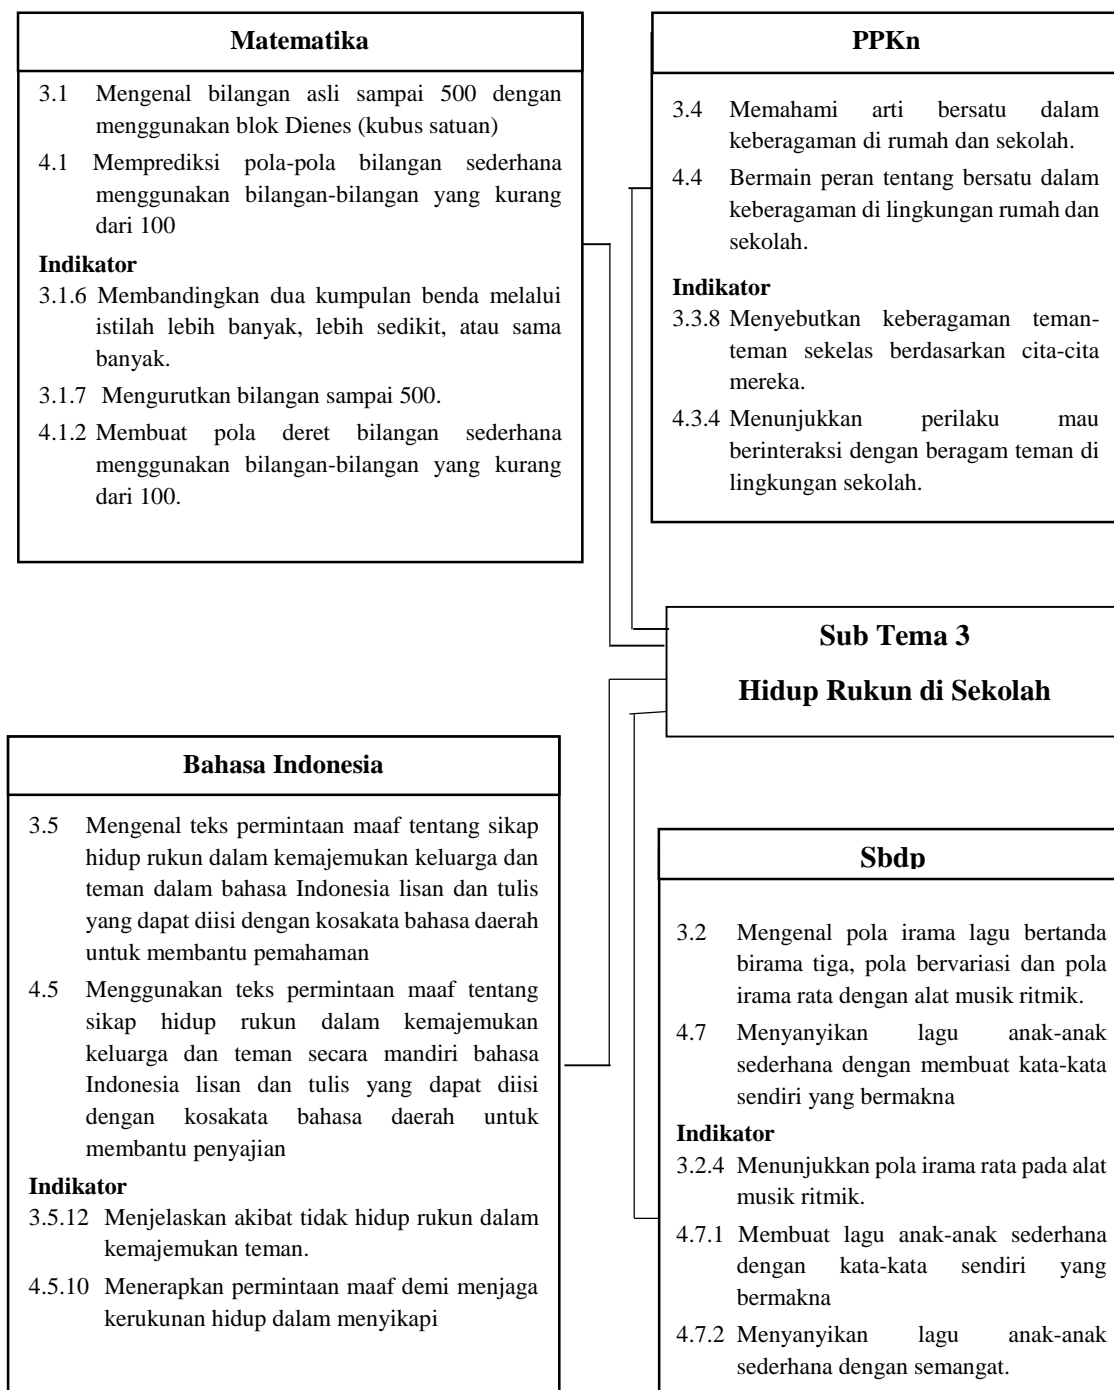 Matematika
3.1 Mengenal bilangan asli sampai 500 dengan
menggunakan blok Dienes (kubus satuan)
4.1 Memprediksi pola-pola bilangan sederhana
menggunakan bilangan-bilangan yang kurang
dari 100
Indikator
3.1.6 Membandingkan dua kumpulan benda melalui
istilah lebih banyak, lebih sedikit, atau sama
banyak.
3.1.7 Mengurutkan bilangan sampai 500.
4.1.2 Membuat pola deret bilangan sederhana
menggunakan bilangan-bilangan yang kurang
dari 100.
PPKn
3.4 Memahami arti bersatu dalam
keberagaman di rumah dan sekolah.
4.4 Bermain peran tentang bersatu dalam
keberagaman di lingkungan rumah dan
sekolah.
Indikator
3.3.8 Menyebutkan keberagaman teman-
teman sekelas berdasarkan cita-cita
mereka.
4.3.4 Menunjukkan perilaku mau
berinteraksi dengan beragam teman di
lingkungan sekolah.
Sub Tema 3
Hidup Rukun di Sekolah
Bahasa Indonesia
3.5 Mengenal teks permintaan maaf tentang sikap
hidup rukun dalam kemajemukan keluarga dan
teman dalam bahasa Indonesia lisan dan tulis
yang dapat diisi dengan kosakata bahasa daerah
untuk membantu pemahaman
4.5 Menggunakan teks permintaan maaf tentang
sikap hidup rukun dalam kemajemukan
keluarga dan teman secara mandiri bahasa
Indonesia lisan dan tulis yang dapat diisi
dengan kosakata bahasa daerah untuk
membantu penyajian
Indikator
3.5.12 Menjelaskan akibat tidak hidup rukun dalam
kemajemukan teman.
4.5.10 Menerapkan permintaan maaf demi menjaga
kerukunan hidup dalam menyikapi
Sbdp
3.2 Mengenal pola irama lagu bertanda
birama tiga, pola bervariasi dan pola
irama rata dengan alat musik ritmik.
4.7 Menyanyikan lagu anak-anak
sederhana dengan membuat kata-kata
sendiri yang bermakna
Indikator
3.2.4 Menunjukkan pola irama rata pada alat
musik ritmik.
4.7.1 Membuat lagu anak-anak sederhana
dengan kata-kata sendiri yang
bermakna
4.7.2 Menyanyikan lagu anak-anak
sederhana dengan semangat.